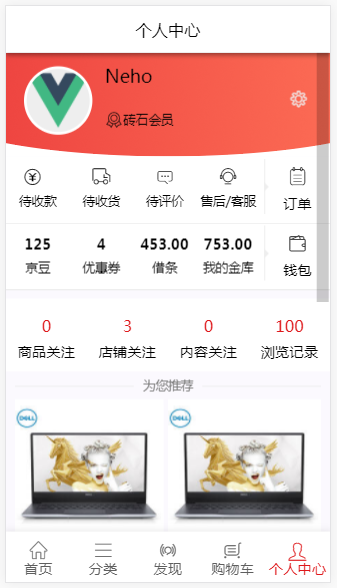 个人中心
Neho
砖石会员
待收款 待收货 待评价 售后/客服 订单
125 4 453.00 753.00
京豆 优惠券 借条 我的金库 钱包
0 3 0 100
商品关注 店铺关注 内容关注 浏览记录
为您推荐
DELL DELL
首页 分类 发现 购物车 个人中心